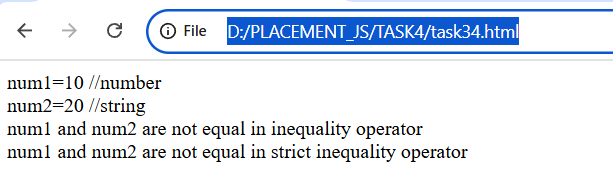 File D:/PLACEMENT_JS/TASK4/task34.html
num1=10 //number
num2=20 //string
num1 and num2 are not equal in inequality operator
num1 and num2 are not equal in strict inequality operator